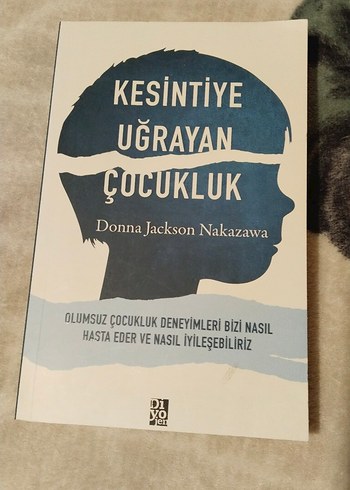 KESİNTİYE
UĞRAYAN
ÇOCUKLUK
Donna Jackson Nakazawa
OLUMSUZ ÇOCUKLUK DENEYİMLERİ BİZİ NASIL
HASTA EDER VE NASIL İYİLEŞEBİLİRİZ
Di
yo
jen